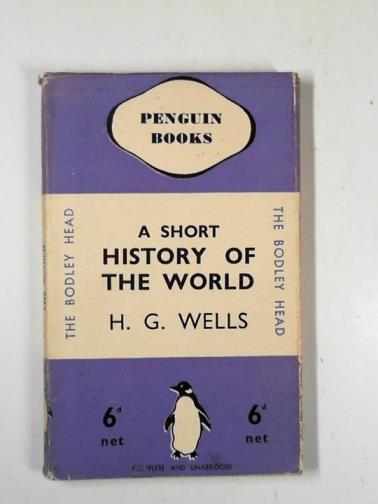 PENGUIN
BOOKS
THE BODLEY HEAD
A SHORT
HISTORY OF
THE WORLD
H. G. WELLS
THE BODLEY HEAD
6d
net
6d
net
COMPLETE AND UNABRIDGED